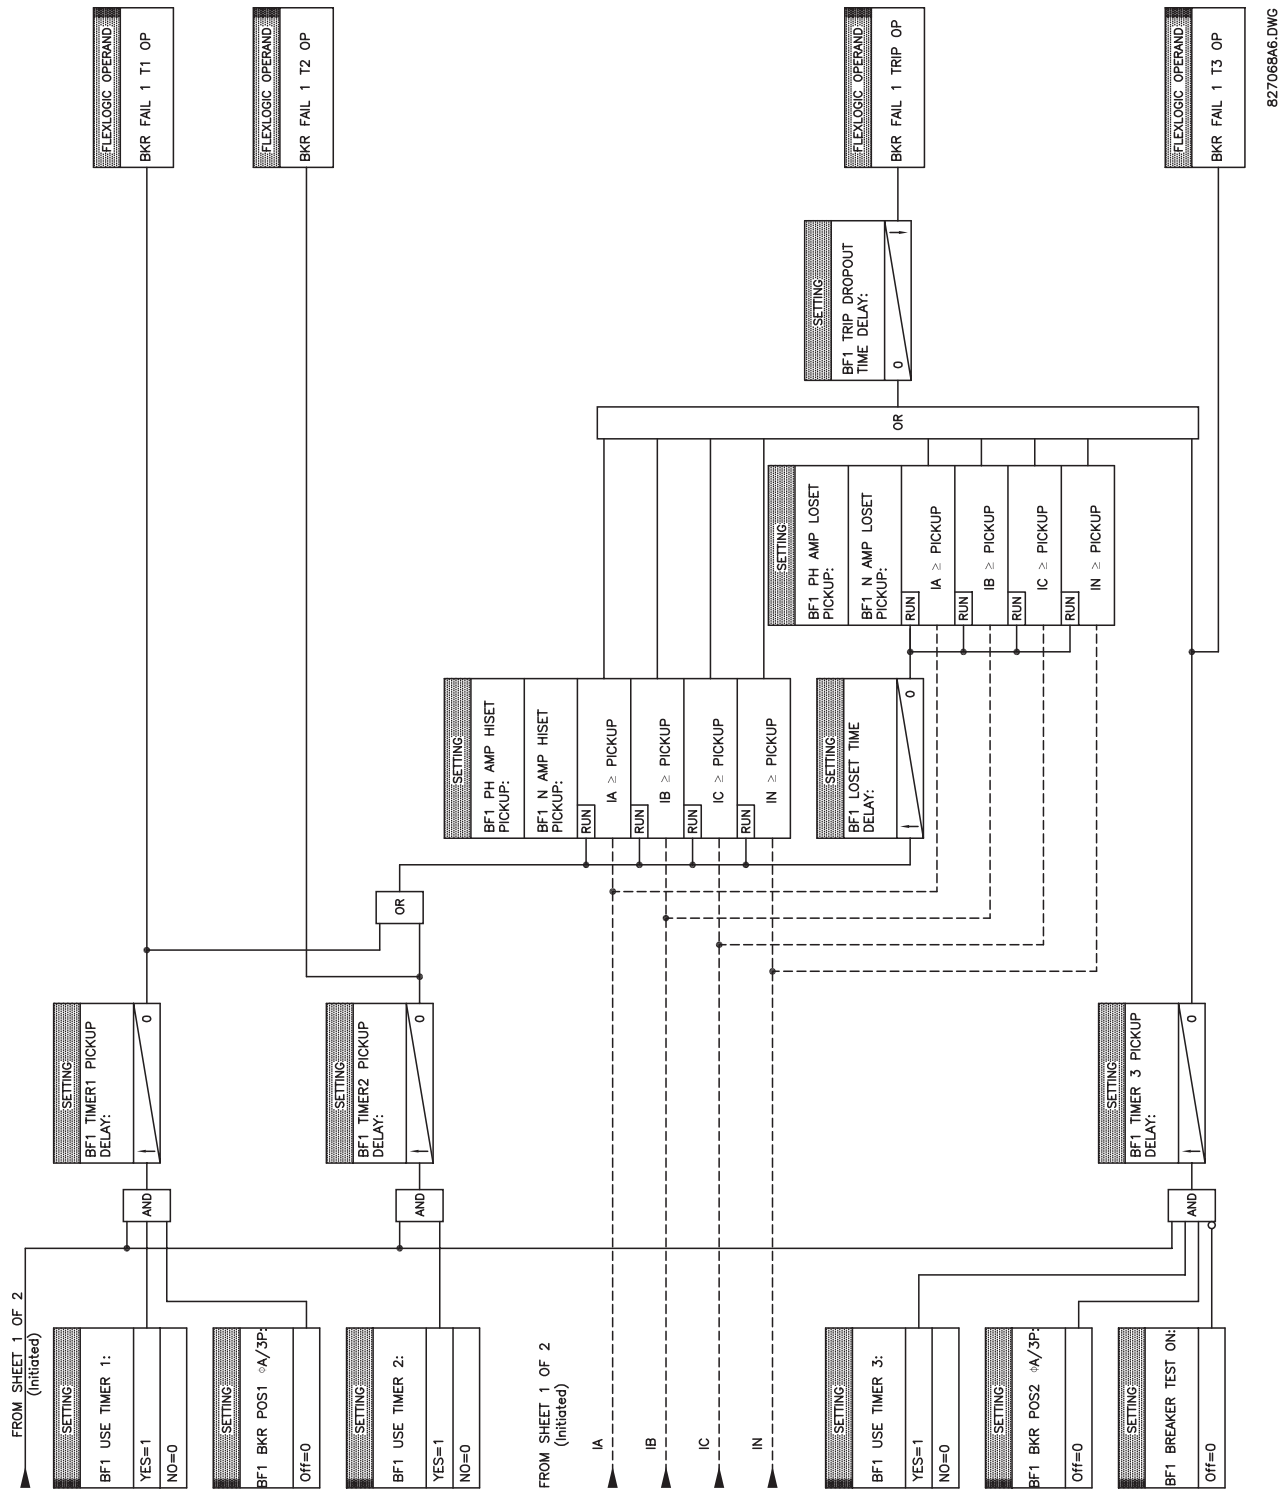 FROM SHEET 1 OF 2
(Initiated)
SETTING
BF1 USE TIMER 1:
YES=1
NO=0
SETTING
BF1 BKR POS1 ΦA/3P:
Off=0
SETTING
BF1 USE TIMER 2:
YES=1
NO=0
FROM SHEET 1 OF 2
(Initiated)
IA
IB
IC
IN
SETTING
BF1 USE TIMER 3:
YES=1
NO=0
SETTING
BF1 BKR POS2 ΦA/3P:
Off=0
SETTING
BF1 BREAKER TEST ON:
Off=0
AND
AND
AND
SETTING
BF1 TIMER1 PICKUP
DELAY:
0
SETTING
BF1 TIMER2 PICKUP
DELAY:
0
SETTING
BF1 TIMER 3 PICKUP
DELAY:
0
OR
SETTING
BF1 PH AMP HISET
PICKUP:
BF1 N AMP HISET
PICKUP:
RUN
IA ≥ PICKUP
RUN
IB ≥ PICKUP
RUN
IC ≥ PICKUP
RUN
IN ≥ PICKUP
SETTING
BF1 LOSET TIME
DELAY:
0
SETTING
BF1 PH AMP LOSET
PICKUP:
BF1 N AMP LOSET
PICKUP:
RUN
IA ≥ PICKUP
RUN
IB ≥ PICKUP
RUN
IC ≥ PICKUP
RUN
IN ≥ PICKUP
OR
SETTING
BF1 TRIP DROPOUT
TIME DELAY:
0
FLEXLOGIC OPERAND
BKR FAIL 1 T1 OP
FLEXLOGIC OPERAND
BKR FAIL 1 T2 OP
FLEXLOGIC OPERAND
BKR FAIL 1 TRIP OP
FLEXLOGIC OPERAND
BKR FAIL 1 T3 OP
827068A6.DWG